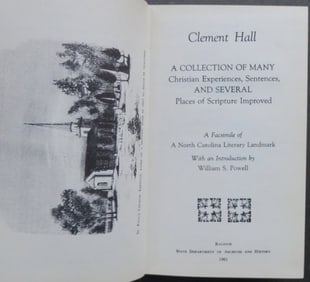 Clement Hall
A COLLECTION OF MANY
Christian Experiences, Sentences,
AND SEVERAL
Places of Scripture Improved
A Facsimile of
A North Carolina Literary Landmark
With an Introduction by
William S. Powell
RALEIGH
STATE DEPARTMENT OF ARCHIVES AND HISTORY
1961